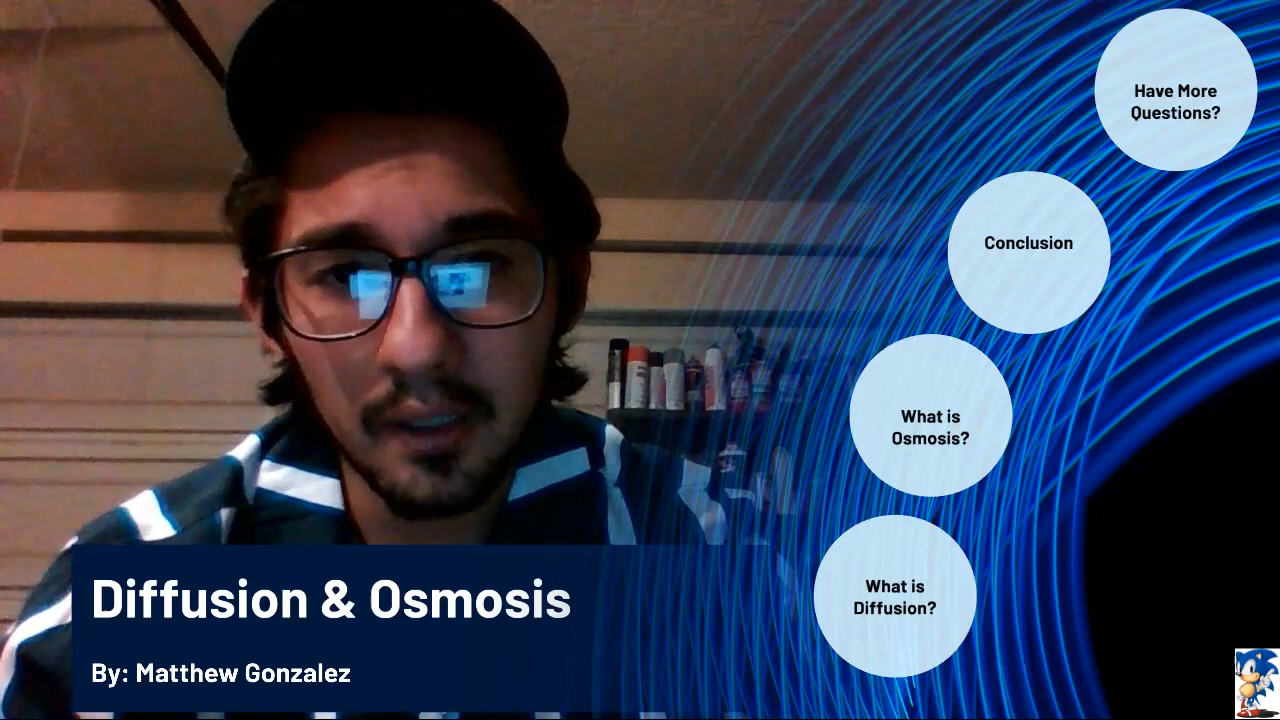 Have More
Questions?
Conclusion
What is
Osmosis?
What is
Diffusion?
Diffusion & Osmosis
By: Matthew Gonzalez